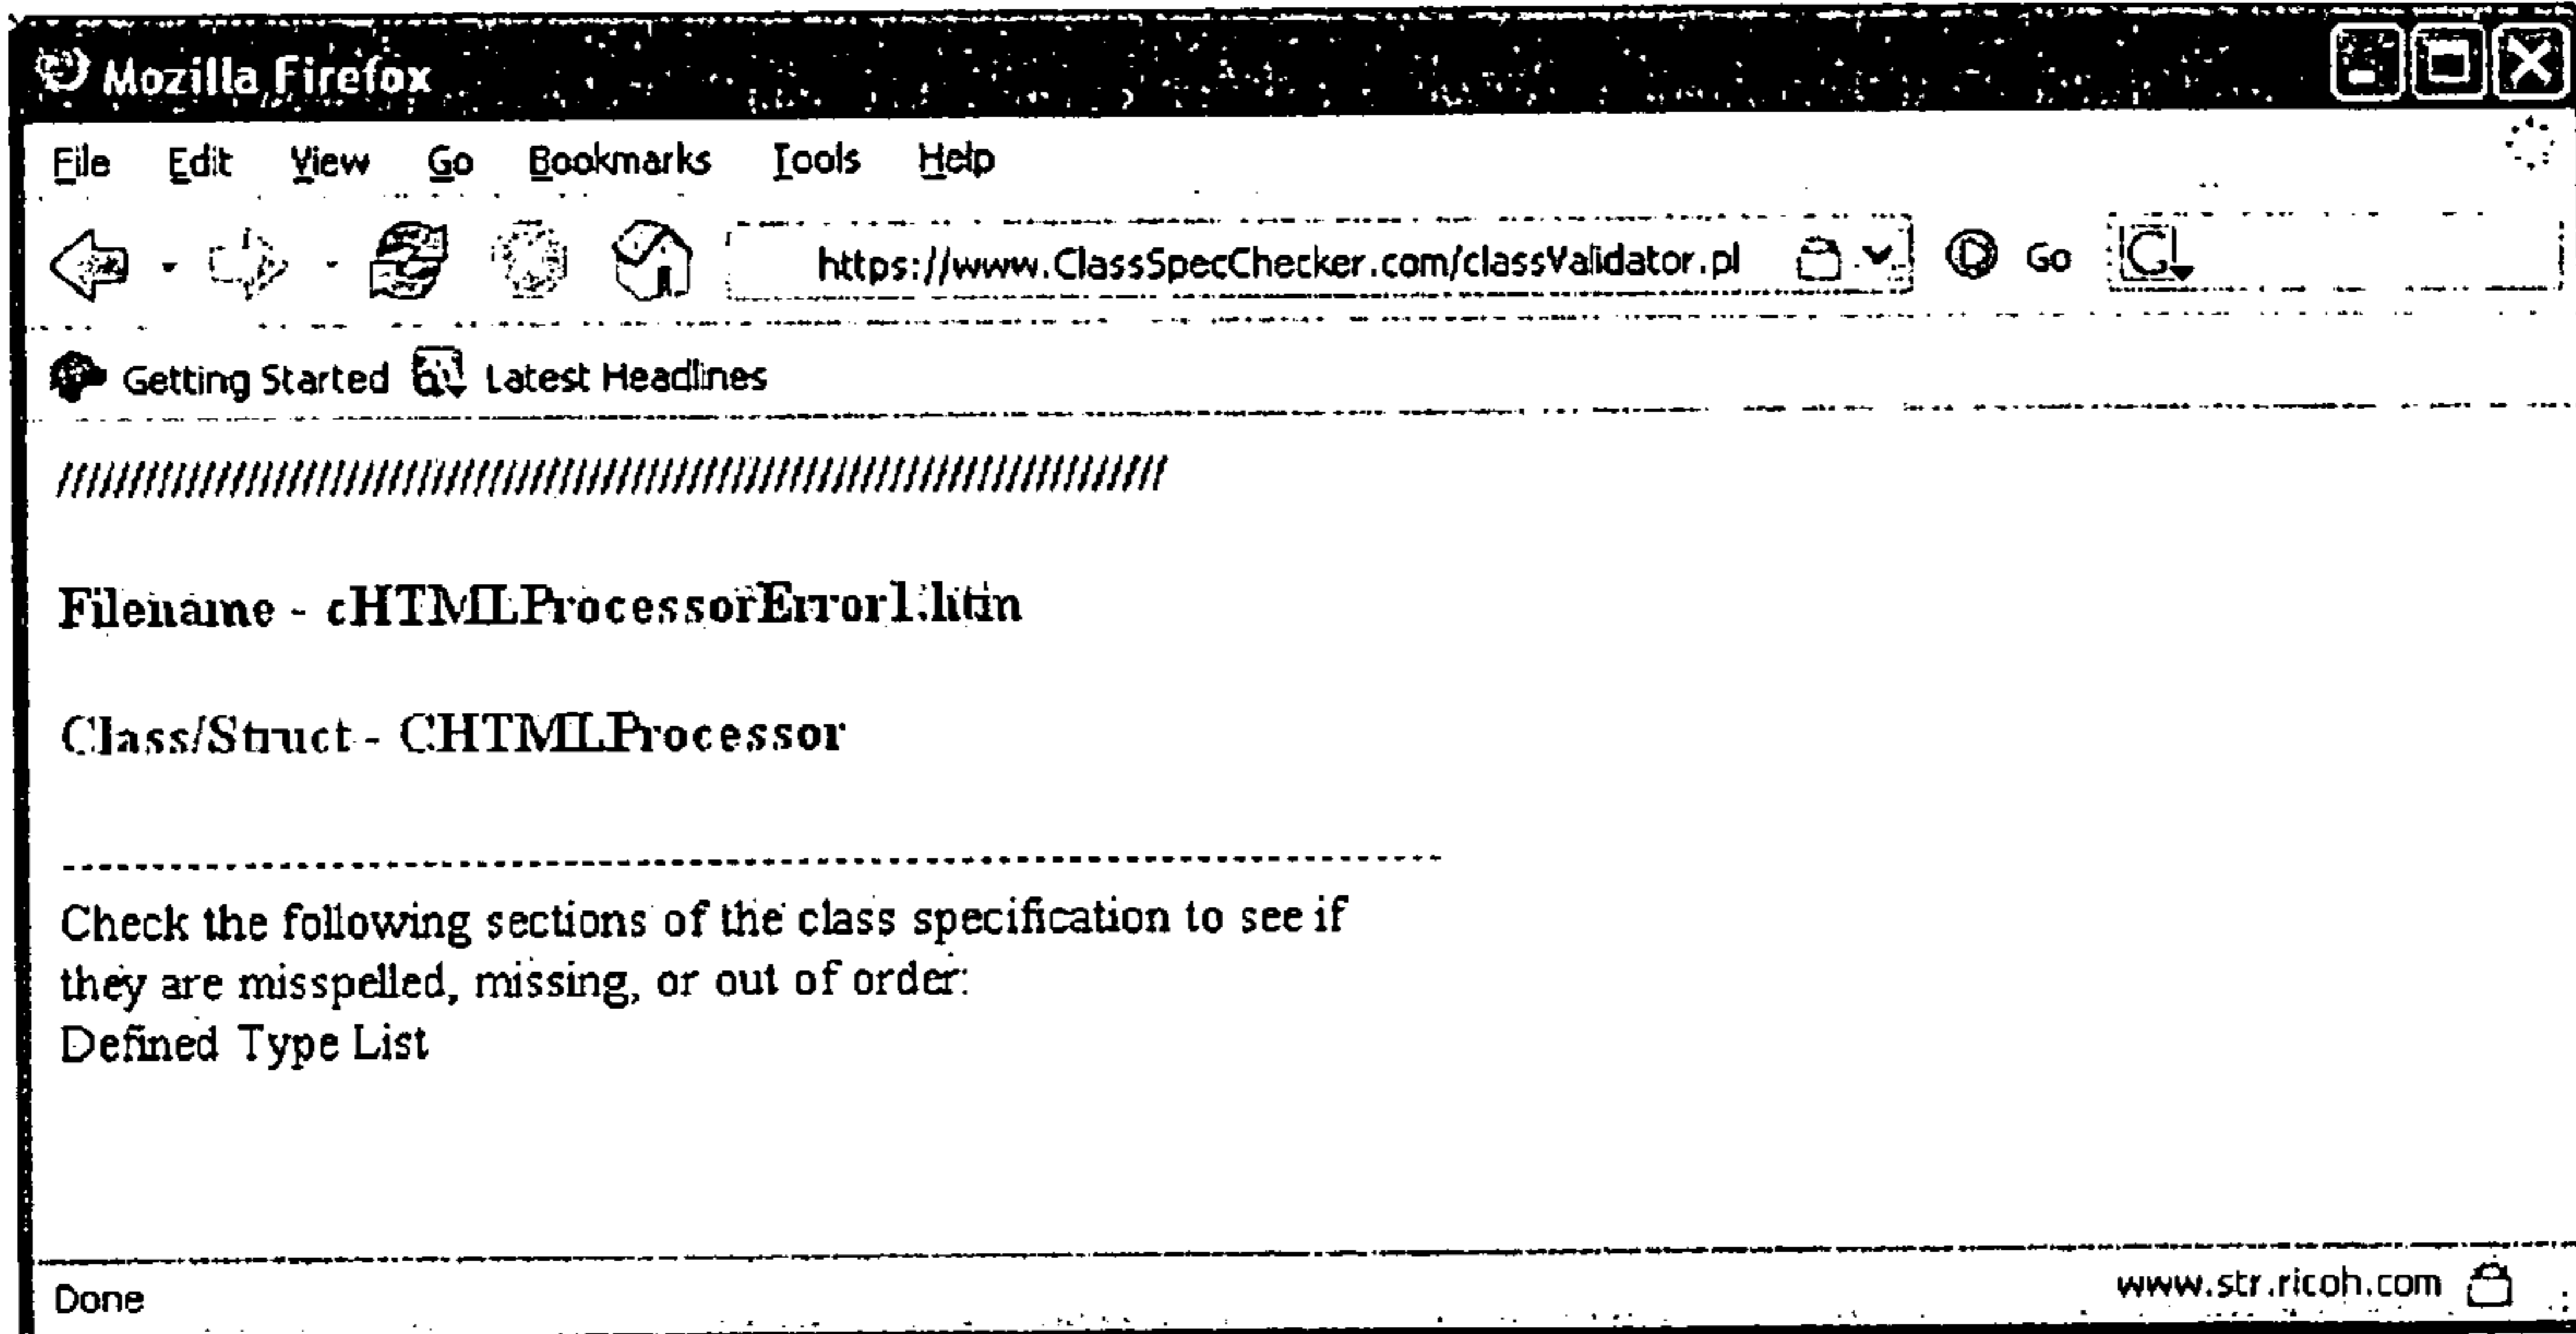 Mozilla Firefox
File Edit View Go Bookmarks Tools Help
https://www.ClassSpecChecker.com/classValidator.pl Go G
Getting Started Latest Headlines
////////////////////////////////////////////////////////////////////////////////
Filename - cHTMLProcessorError1.htm
Class/Struct - CHTMLProcessor
--------------------------------------------------------------------------------
Check the following sections of the class specification to see if
they are misspelled, missing, or out of order:
Defined Type List
Done www.str.ricoh.com